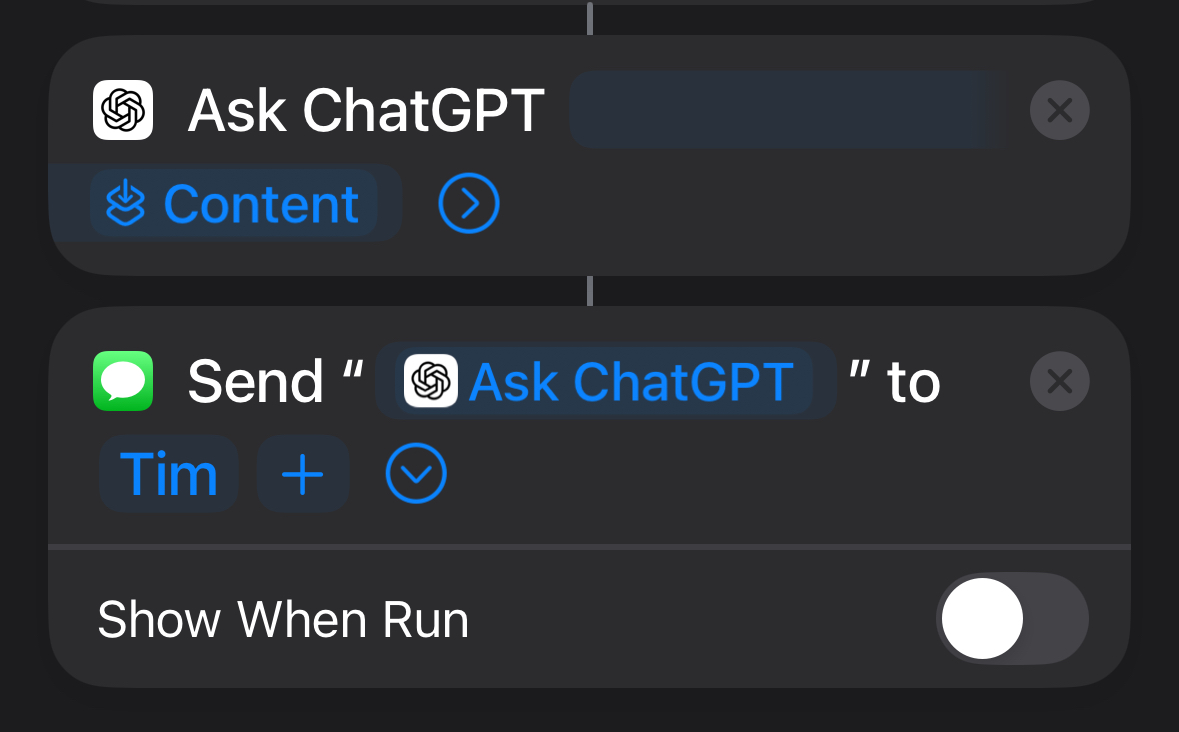 Ask ChatGPT
Content
Send “ Ask ChatGPT ” to
Tim +
Show When Run